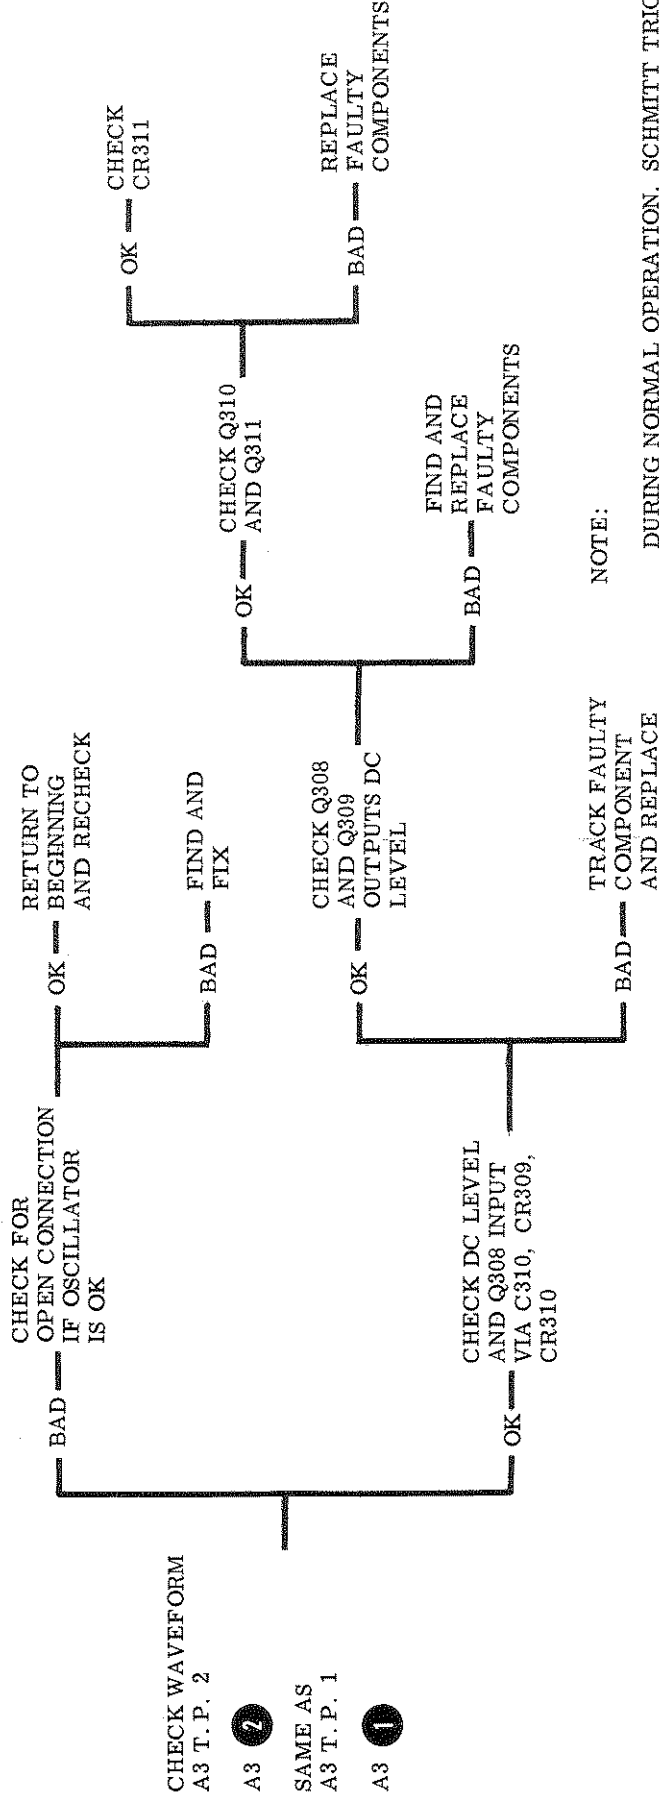 CHECK WAVEFORM
A3 T. P. 2
A3 2
SAME AS
A3 T. P. 1
A3 1
BAD
CHECK FOR
OPEN CONNECTION
IF OSCILLATOR
IS OK
OK
RETURN TO
BEGINNING
AND RECHECK
BAD
FIND AND
FIX
OK
CHECK DC LEVEL
AND Q308 INPUT
VIA C310, CR309,
CR310
OK
CHECK Q308
AND Q309
OUTPUTS DC
LEVEL
BAD
TRACK FAULTY
COMPONENT
AND REPLACE
OK
CHECK Q310
AND Q311
BAD
FIND AND
REPLACE
FAULTY
COMPONENTS
OK
CHECK
CR311
BAD
REPLACE
FAULTY
COMPONENTS
NOTE:
DURING NORMAL OPERATION, SCHMITT